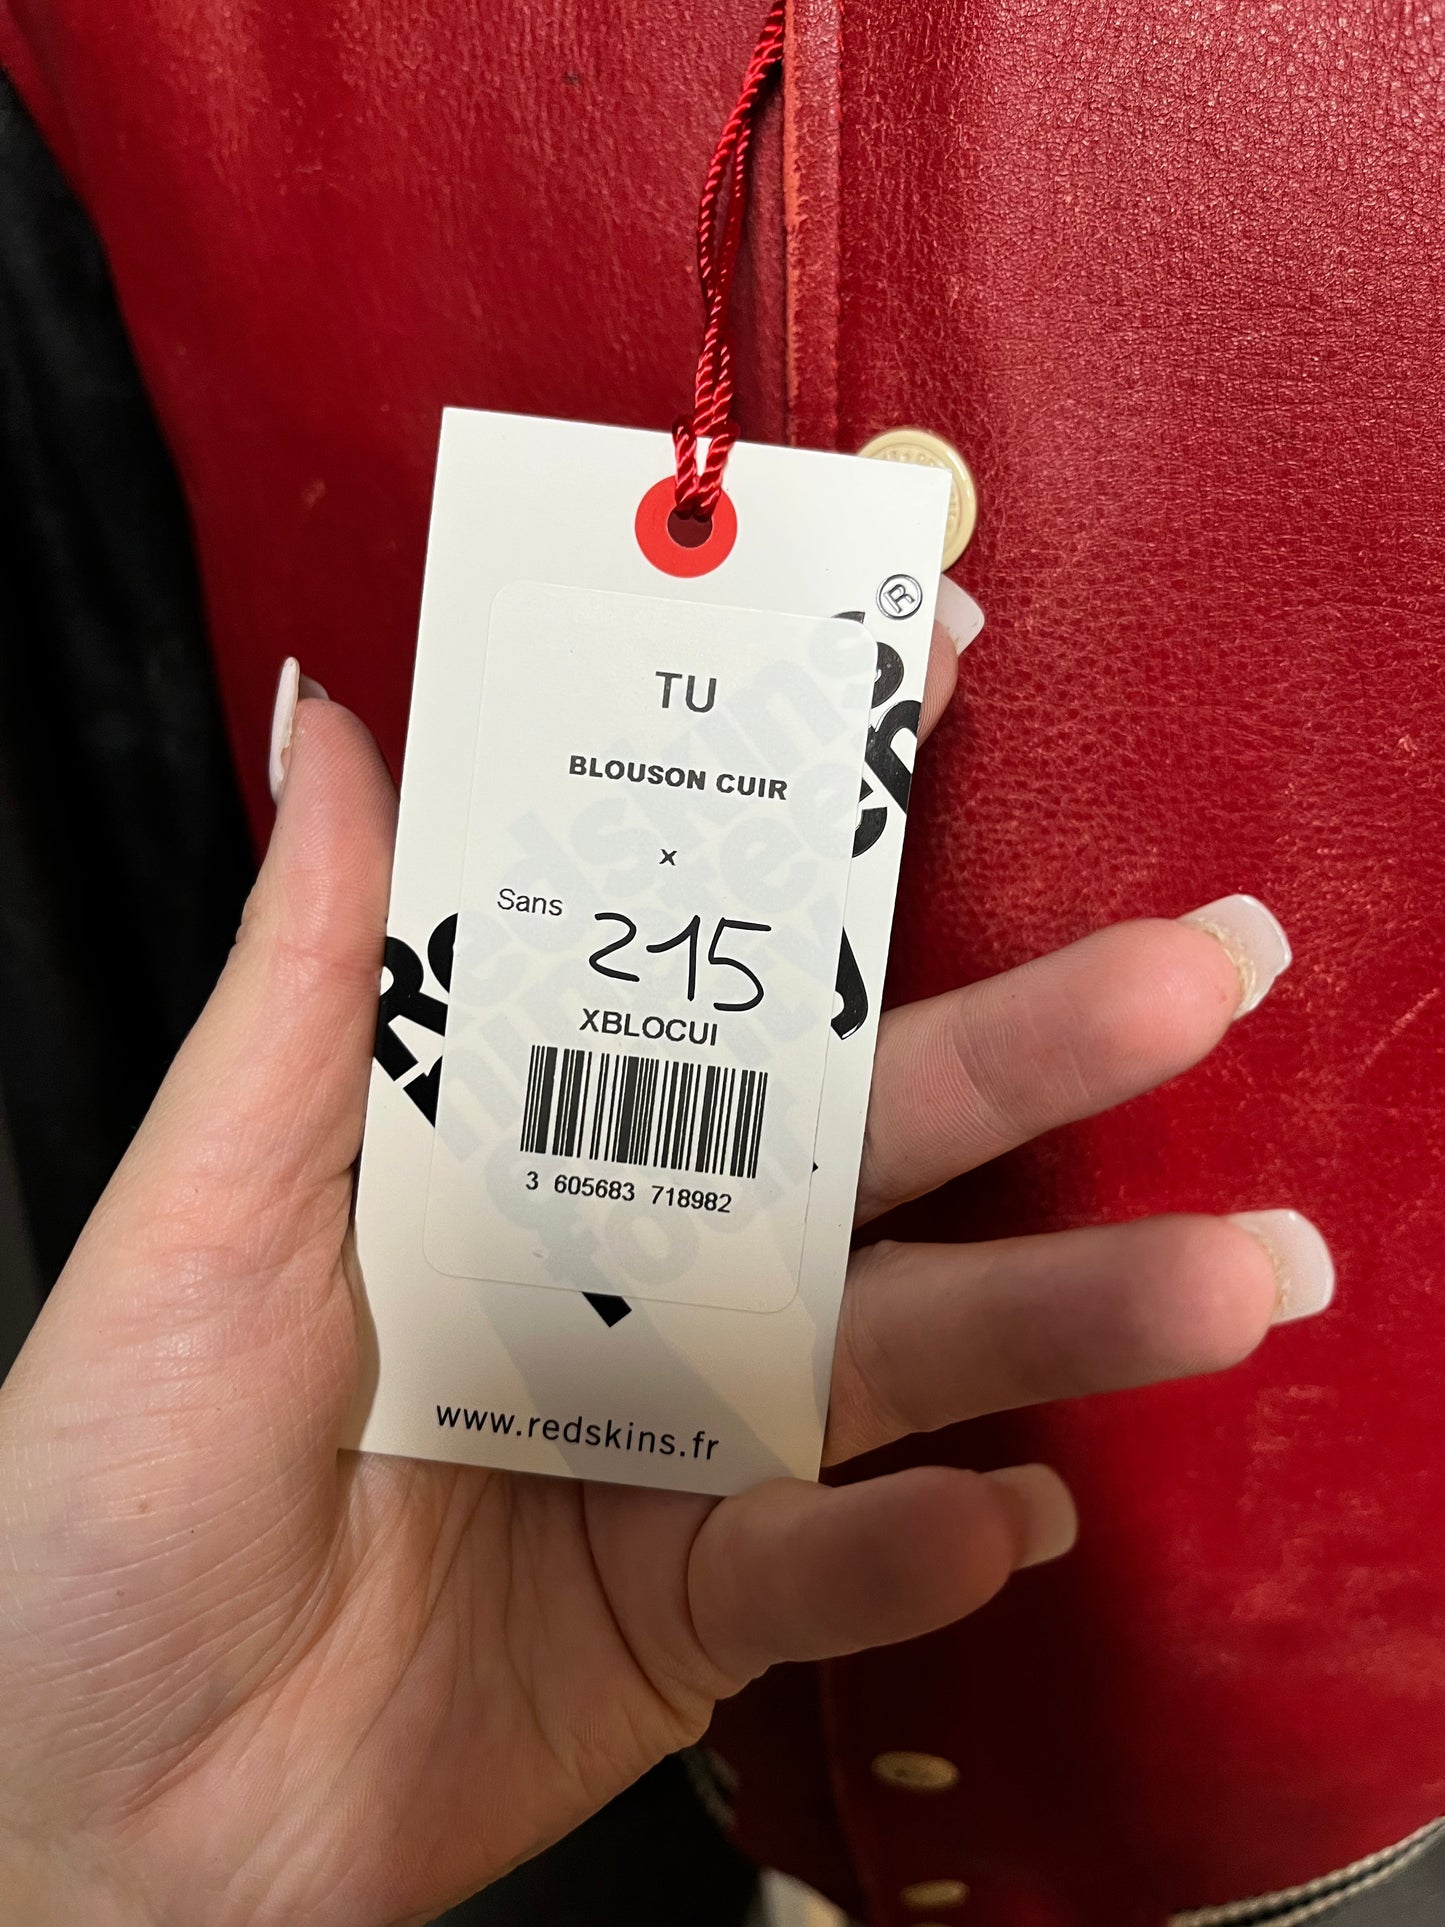 ®
TU
BLOUSON CUIR
x
Sans
215
XBLOCUI
3 605683 718982
www.redskins.fr